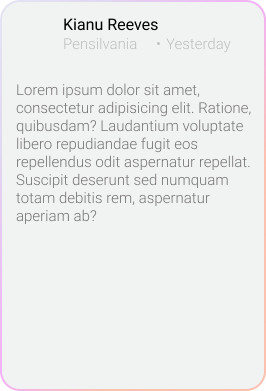 Kianu Reeves
Pensilvania • Yesterday
Lorem ipsum dolor sit amet,
consectetur adipisicing elit. Ratione,
quibusdam? Laudantium voluptate
libero repudiandae fugit eos
repellendus odit aspernatur repellat.
Suscipit deserunt sed numquam
totam debitis rem, aspernatur
aperiam ab?